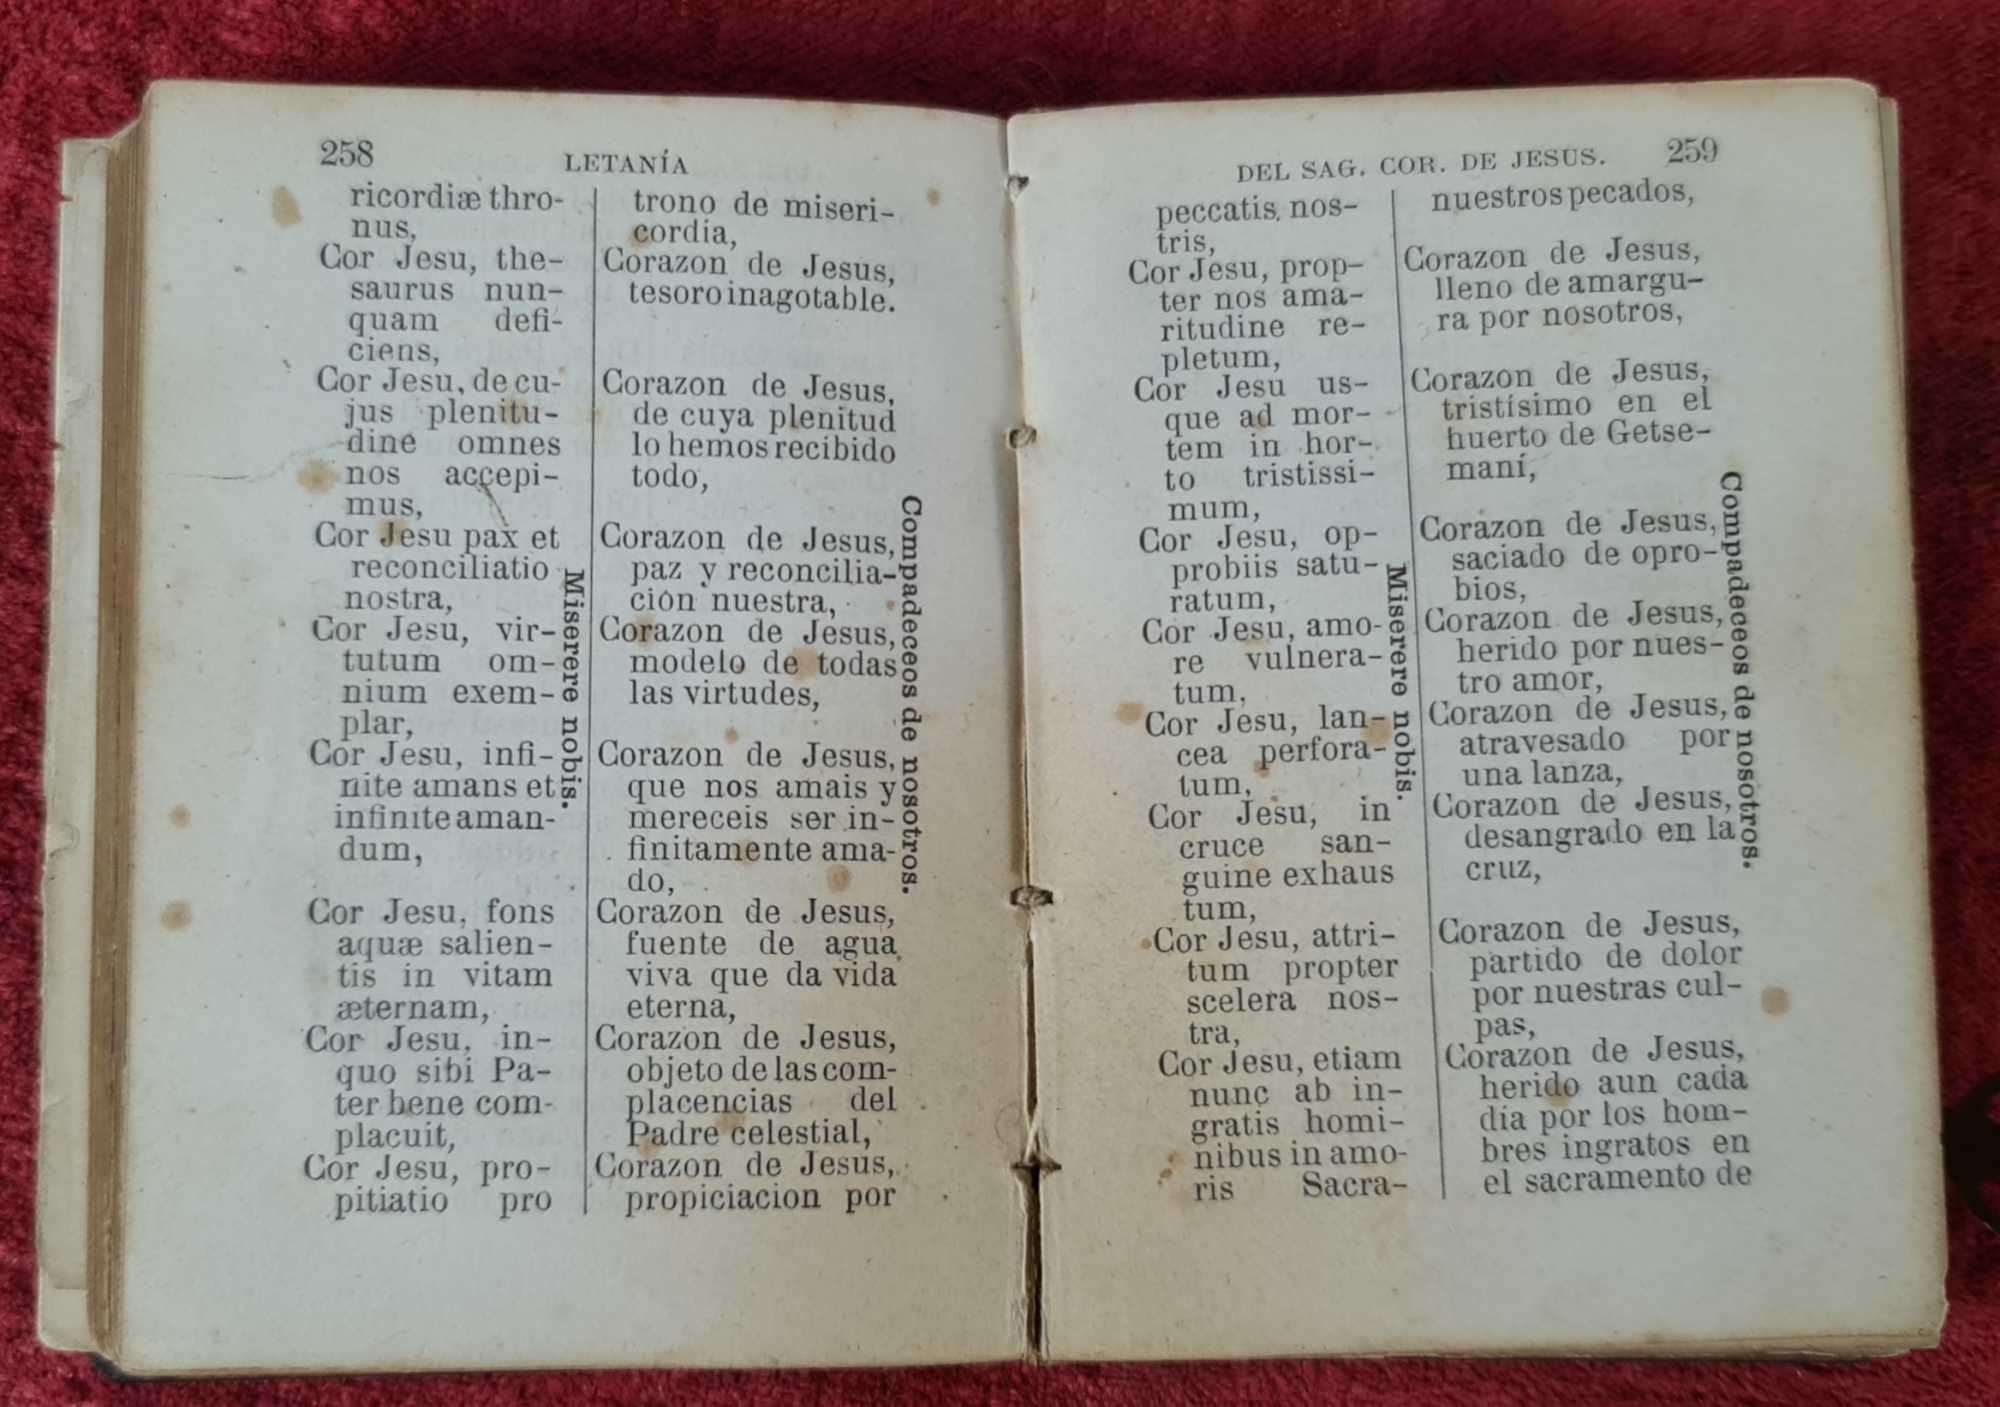 258
LETANÍA
ricordiæ thro-
nus,
Cor Jesu, the-
saurus nun-
quam defi-
ciens,
Cor Jesu, de cu-
jus plenitu-
dine omnes
nos accepi-
mus,
Cor Jesu pax et
reconciliatio
nostra,
Cor Jesu, vir-
tutum om-
nium exem-
plar,
Cor Jesu, infi-
nite amans et
infinite aman-
dum,
Cor Jesu, fons
aquæ salien-
tis in vitam
æternam,
Cor Jesu, in-
quo sibi Pa-
ter bene com-
placuit,
Cor Jesu, pro-
pitiatio pro
Miserere nobis.
trono de miseri-
cordia,
Corazon de Jesus,
tesoro inagotable.
Corazon de Jesus,
de cuya plenitud
lo hemos recibido
todo,
Corazon de Jesus,
paz y reconcilia-
ción nuestra,
Corazon de Jesus,
modelo de todas
las virtudes,
Corazon de Jesus,
que nos amais y
mereceis ser in-
finitamente ama-
do,
Corazon de Jesus,
fuente de agua
viva que da vida
eterna,
Corazon de Jesus,
objeto de las com-
placencias del
Padre celestial,
Corazon de Jesus,
propiciacion por
Compadeceos de nosotros.
DEL SAG. COR. DE JESUS.
259
peccatis nos-
tris,
Cor Jesu, prop-
ter nos ama-
ritudine re-
pletum,
Cor Jesu us-
que ad mor-
tem in hor-
to tristissi-
mum,
Cor Jesu, op-
probiis satu-
ratum,
Cor Jesu, amo-
re vulnera-
tum,
Cor Jesu, lan-
cea perfora-
tum,
Cor Jesu, in
cruce san-
guine exhaus
tum,
Cor Jesu, attri-
tum propter
scelera nos-
tra,
Cor Jesu, etiam
nunc ab in-
gratis homi-
nibus in amo-
ris Sacra-
Miserere nobis.
nuestros pecados,
Corazon de Jesus,
lleno de amargu-
ra por nosotros,
Corazon de Jesus,
tristísimo en el
huerto de Getse-
maní,
Corazon de Jesus,
saciado de opro-
bios,
Corazon de Jesus,
herido por nues-
tro amor,
Corazon de Jesus,
atravesado por
una lanza,
Corazon de Jesus,
desangrado en la
cruz,
Corazon de Jesus,
partido de dolor
por nuestras cul-
pas,
Corazon de Jesus,
herido aun cada
dia por los hom-
bres ingratos en
el sacramento de
Compadeceos de nosotros.